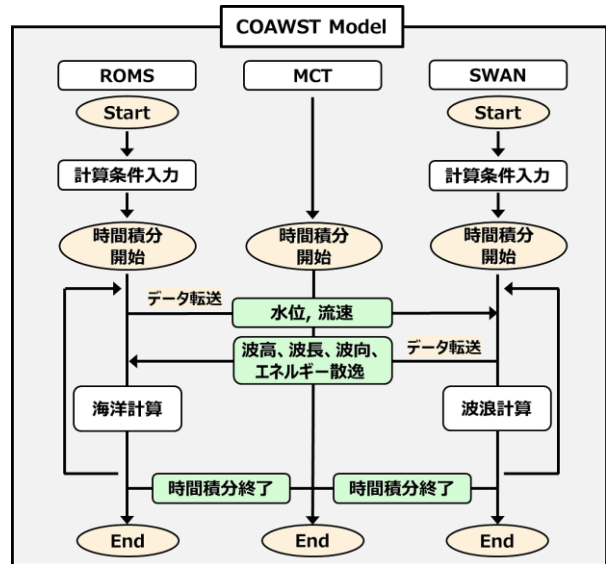 COAWST Model
ROMS
MCT
SWAN
Start
Start
計算条件入力
計算条件入力
時間積分
開始
時間積分
開始
時間積分
開始
データ転送
水位, 流速
波高、波長、波向、
エネルギー散逸
データ転送
海洋計算
波浪計算
時間積分終了
時間積分終了
End
End
End